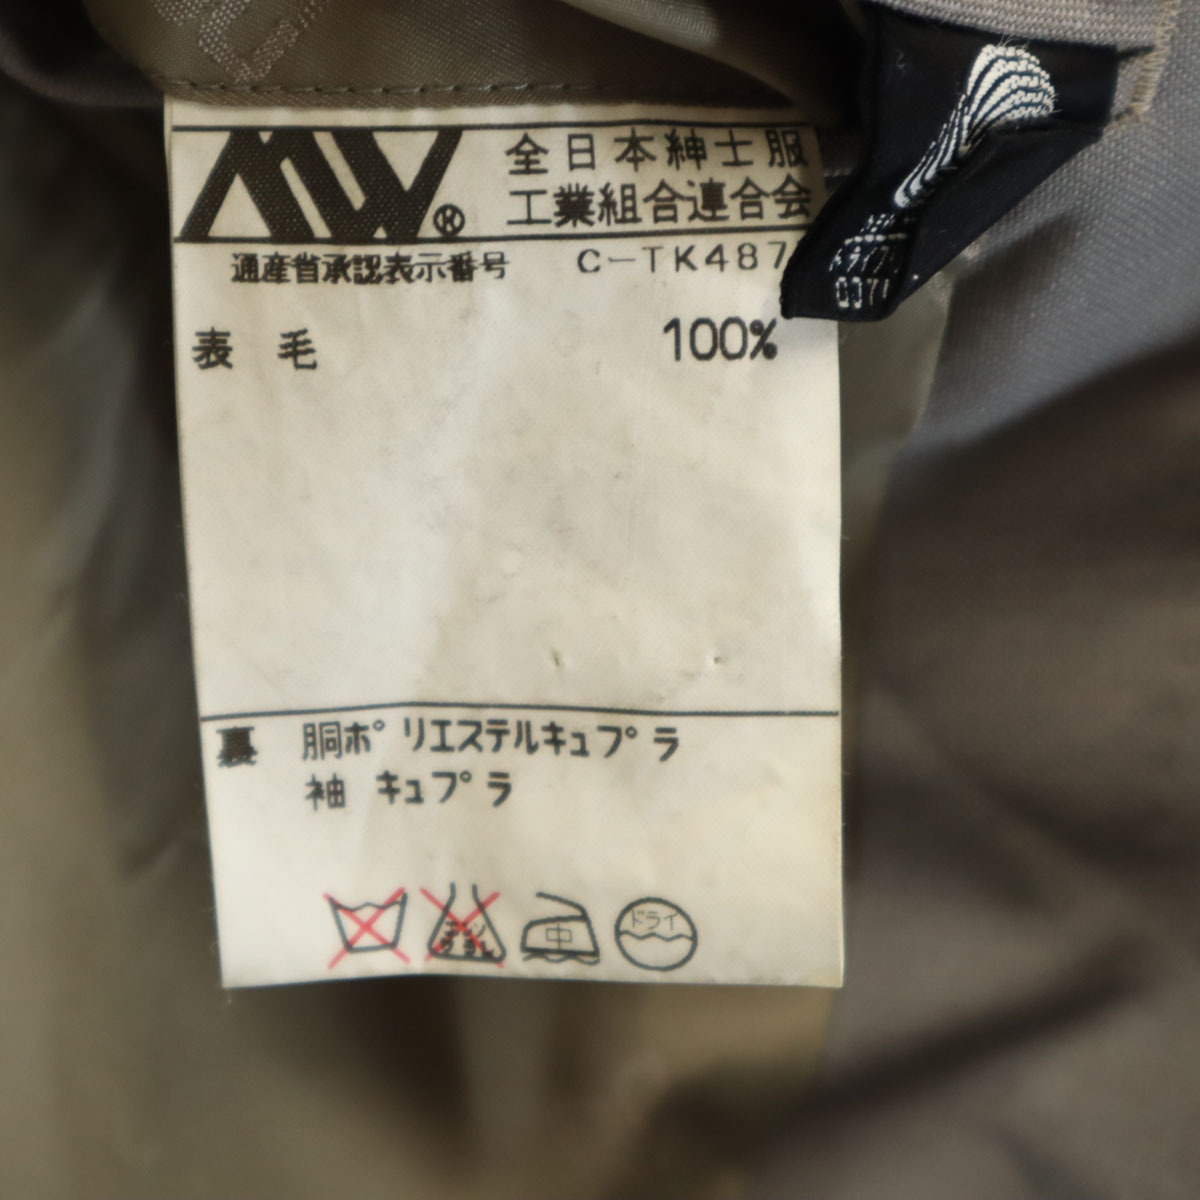 全日本紳士服
工業組合連合会
通産省承認表示番号 C-TK487
表 毛 100%
裏 胴ポリエステルキュプラ
袖 キュプラ
中
ドライ